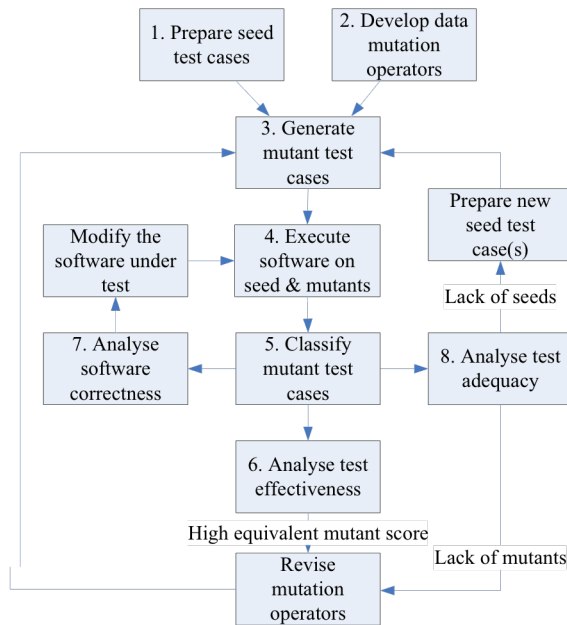 1. Prepare seed
test cases
2. Develop data
mutation
operators
3. Generate
mutant test
cases
Prepare new
seed test
case(s)
Modify the
software under
test
4. Execute
software on
seed & mutants
Lack of seeds
7. Analyse
software
correctness
5. Classify
mutant test
cases
8. Analyse test
adequacy
6. Analyse test
effectiveness
High equivalent mutant score
Lack of mutants
Revise
mutation
operators